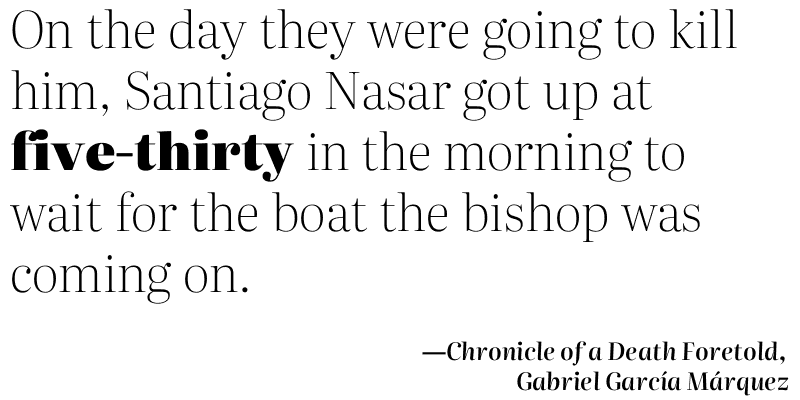 On the day they were going to kill
him, Santiago Nasar got up at
five-thirty in the morning to
wait for the boat the bishop was
coming on.
—Chronicle of a Death Foretold,
Gabriel García Márquez